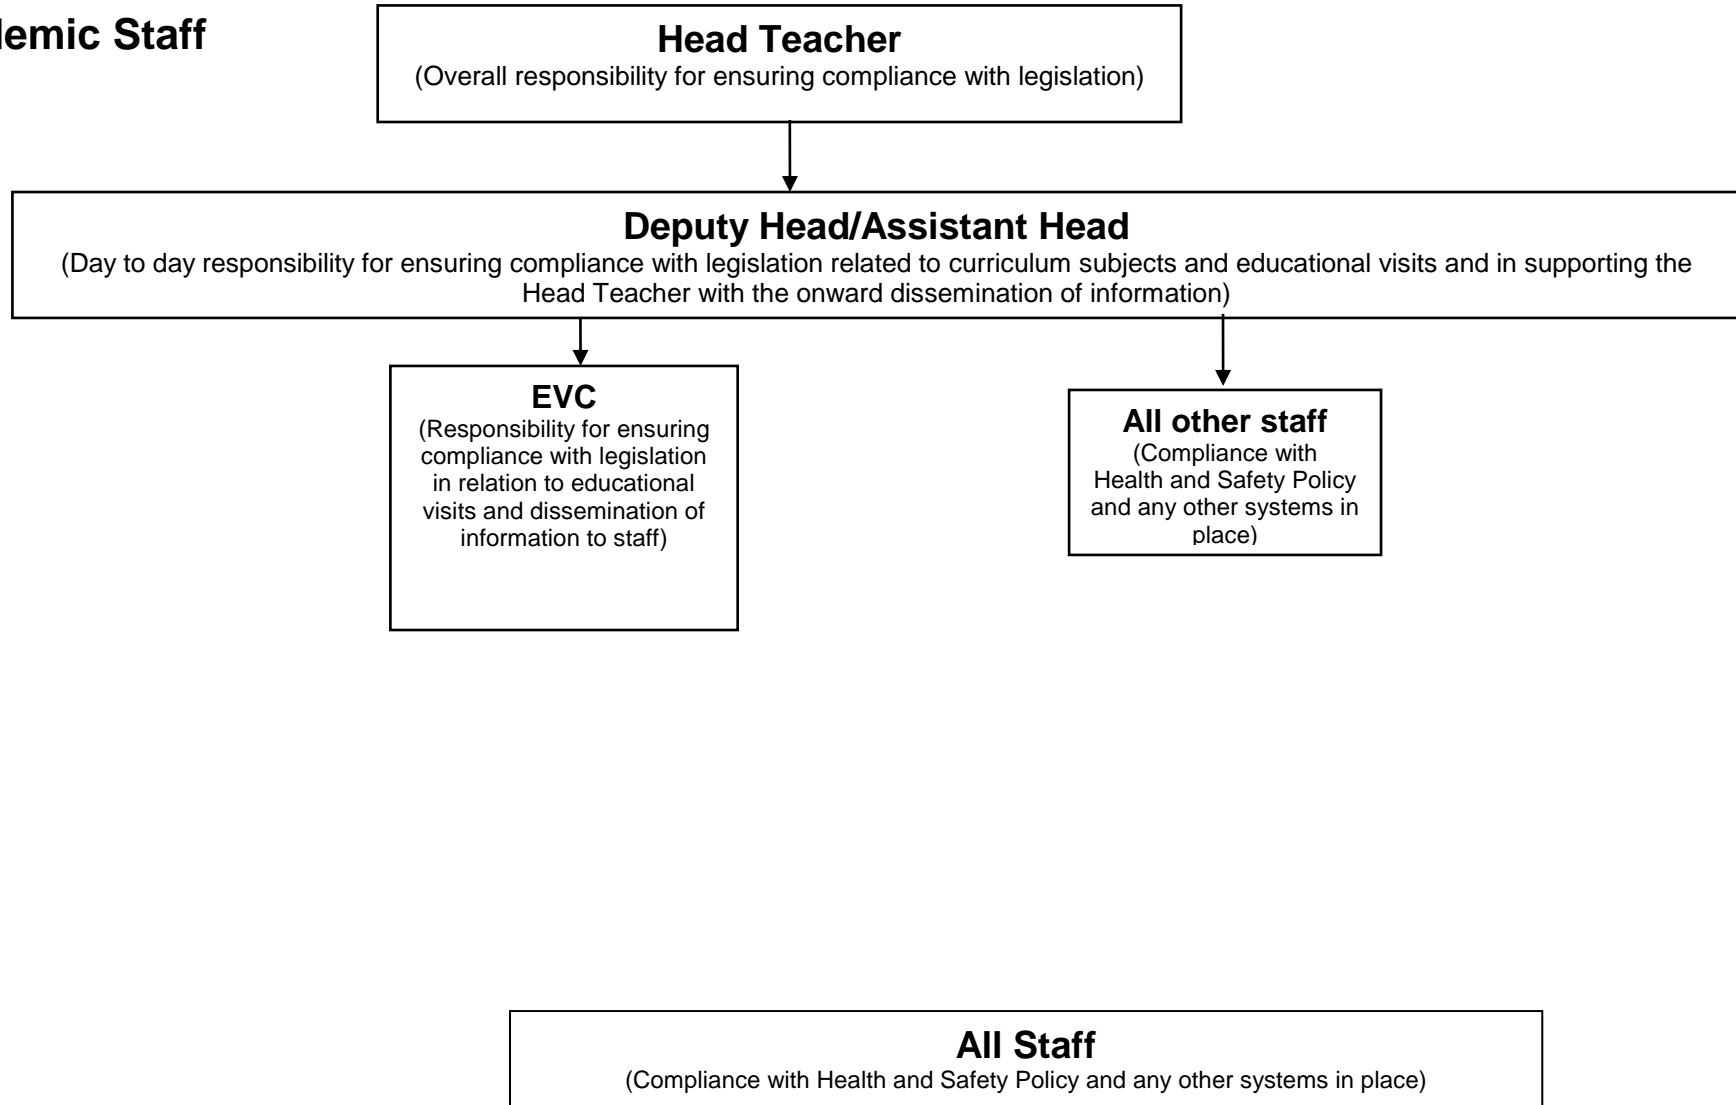 demic Staff
Head Teacher
(Overall responsibility for ensuring compliance with legislation)
Deputy Head/Assistant Head
(Day to day responsibility for ensuring compliance with legislation related to curriculum subjects and educational visits and in supporting the
Head Teacher with the onward dissemination of information)
EVC
(Responsibility for ensuring
compliance with legislation
in relation to educational
visits and dissemination of
information to staff)
All other staff
(Compliance with
Health and Safety Policy
and any other systems in
place)
All Staff
(Compliance with Health and Safety Policy and any other systems in place)